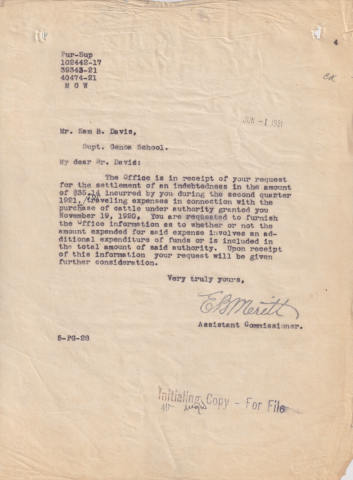 4
Pur-Sup
102442-17
39343-21
40474-21
M G W
JUN -1 1921
Mr. Sam B. Davis,
Supt. Genoa School.
My dear Mr. Davis:
The Office is in receipt of your request
for the settlement of an indebtedness in the amount
of $35.14 incurred by you during the second quarter
1921, for traveling expenses in connection with the
purchase of cattle under authority granted you
November 19, 1920. You are requested to furnish
the Office information as to whether or not the
amount expended for said expense involves an ad-
ditional expenditure of funds or is included in
the total amount of said authority. Upon receipt
of this information your request will be given
further consideration.
Very truly yours,
E B Meritt
Assistant Commissioner.
5-PG-28
Initialing Copy - For File